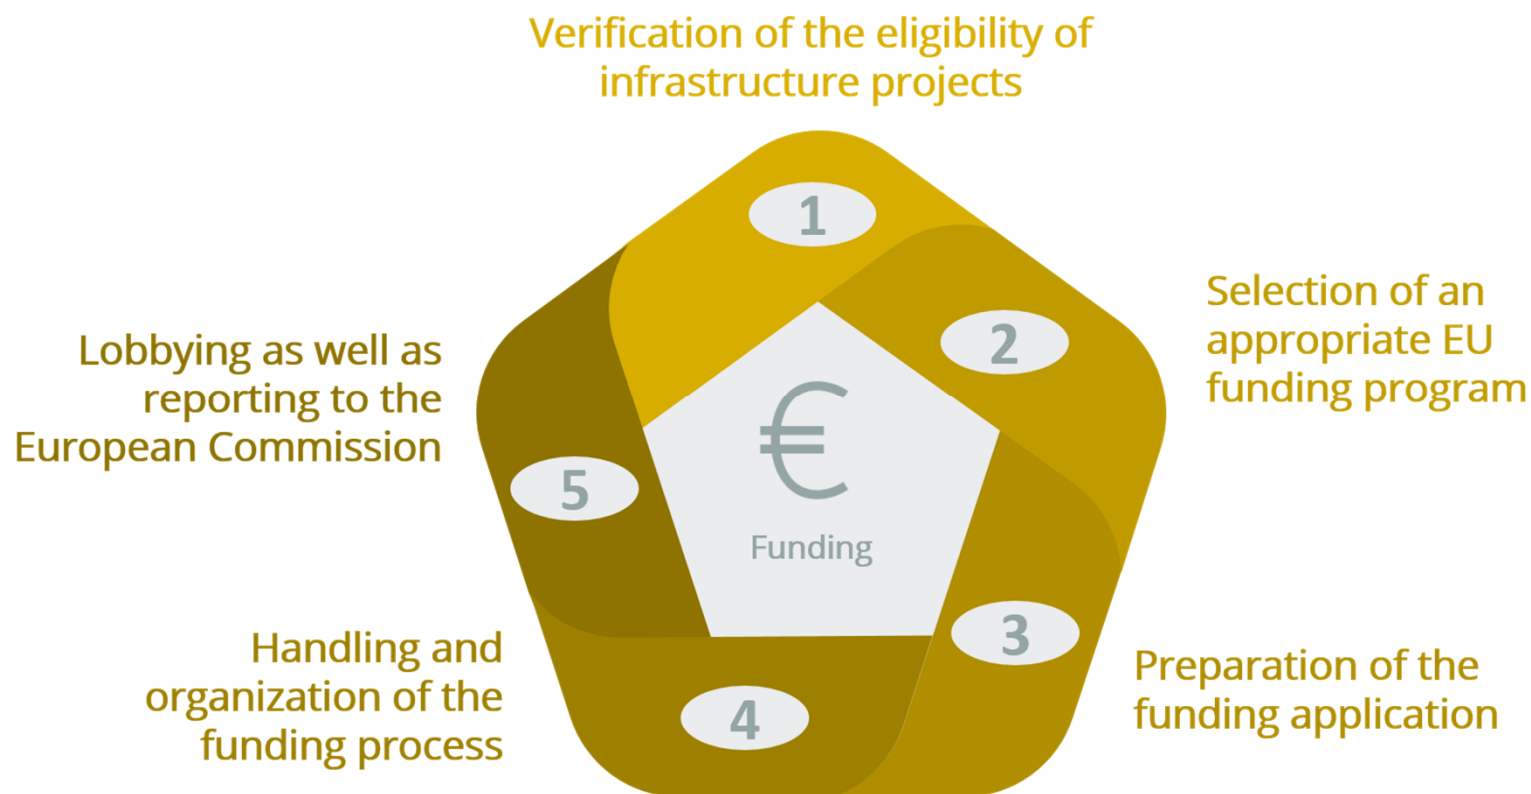 Verification of the eligibility of
infrastructure projects
1
2
Selection of an
appropriate EU
funding program
3
Preparation of the
funding application
4
Handling and
organization of the
funding process
5
Lobbying as well as
reporting to the
European Commission
€
Funding